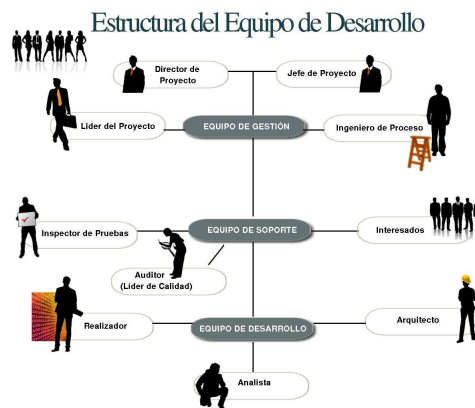 Estructura del Equipo de Desarrollo
Director de
Proyecto
Jefe de Proyecto
Lider del Proyecto
EQUIPO DE GESTIÓN
Ingeniero de Proceso
Inspector de Pruebas
EQUIPO DE SOPORTE
Interesados
Auditor
(Lider de Calidad)
Realizador
EQUIPO DE DESARROLLO
Arquitecto
Analista